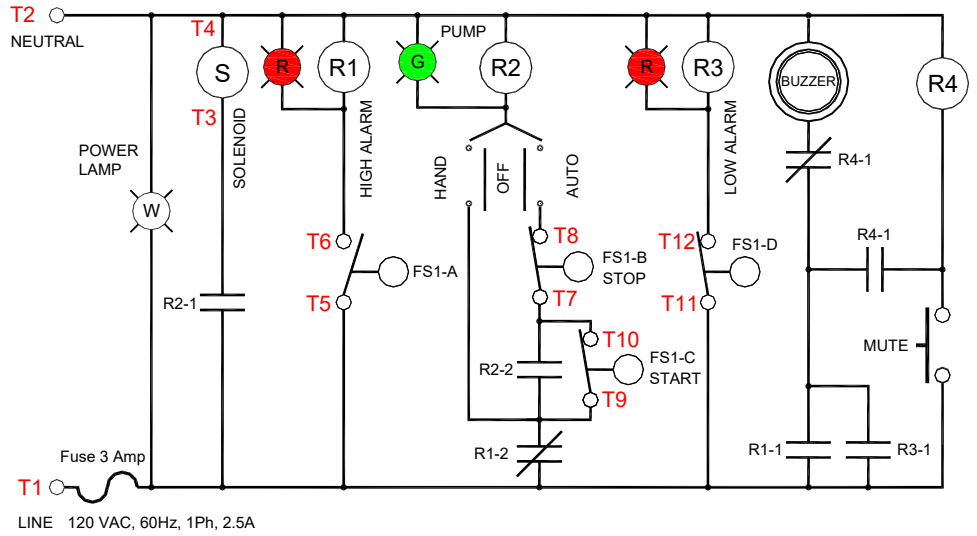 T2
NEUTRAL
T4
S
T3
SOLENOID
R
R1
HIGH ALARM
G
PUMP
R2
HAND
OFF
AUTO
R
R3
LOW ALARM
BUZZER
R4
R4-1
POWER
LAMP
W
T6
T5
FS1-A
T8
T7
FS1-B
STOP
T12
T11
FS1-D
R4-1
R2-1
T10
T9
FS1-C
START
R2-2
MUTE
R1-2
R1-1
R3-1
Fuse 3 Amp
T1
LINE 120 VAC, 60Hz, 1Ph, 2.5A